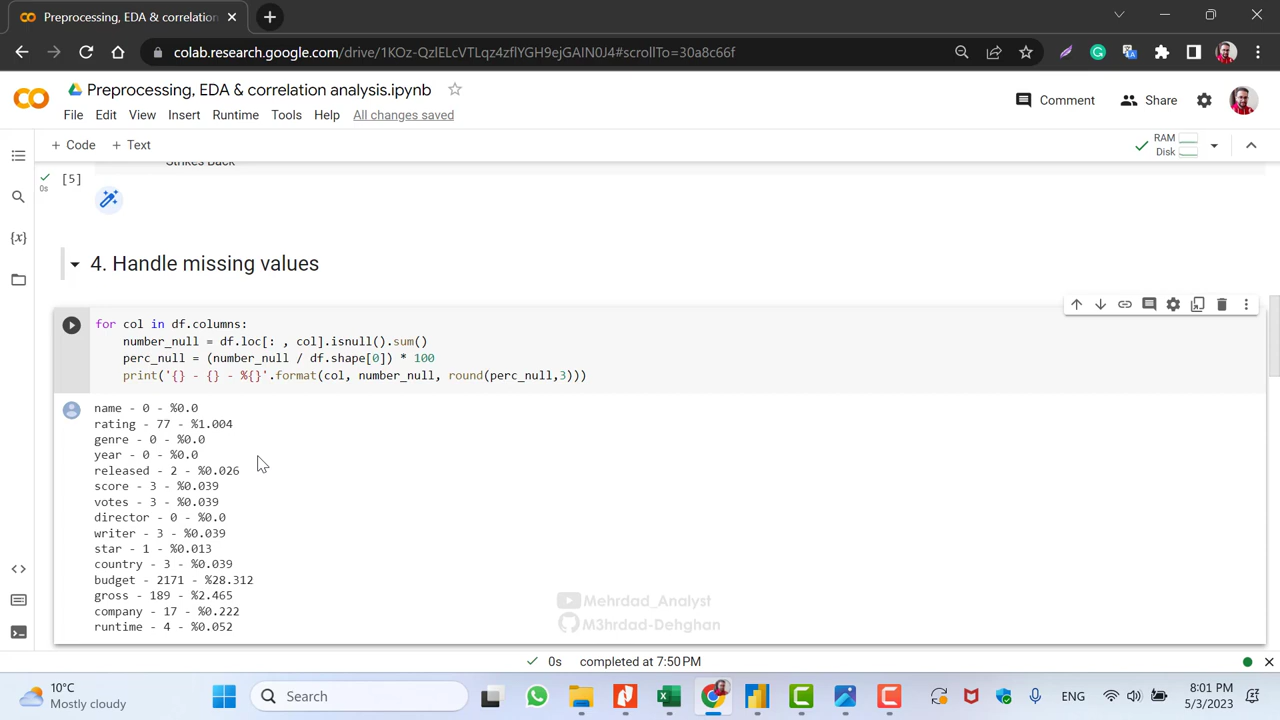 Preprocessing, EDA & correlation
colab.research.google.com/drive/1KOz-QzlELcVTLqz4zflYGH9ejGAIN0J4#scrollTo=30a8c66f
Preprocessing, EDA & correlation analysis.ipynb
File Edit View Insert Runtime Tools Help All changes saved
Comment Share
+ Code + Text
RAM
Disk
Strikes Back
[5]
0s
4. Handle missing values
for col in df.columns:
number_null = df.loc[: , col].isnull().sum()
perc_null = (number_null / df.shape[0]) * 100
print('{} - {} - %{}'.format(col, number_null, round(perc_null,3)))
name - 0 - %0.0
rating - 77 - %1.004
genre - 0 - %0.0
year - 0 - %0.0
released - 2 - %0.026
score - 3 - %0.039
votes - 3 - %0.039
director - 0 - %0.0
writer - 3 - %0.039
star - 1 - %0.013
country - 3 - %0.039
budget - 2171 - %28.312
gross - 189 - %2.465
company - 17 - %0.222
runtime - 4 - %0.052
Mehrdad_Analyst
M3hrdad-Dehghan
0s completed at 7:50 PM
10°C
Mostly cloudy
Search
ENG
8:01 PM
5/3/2023